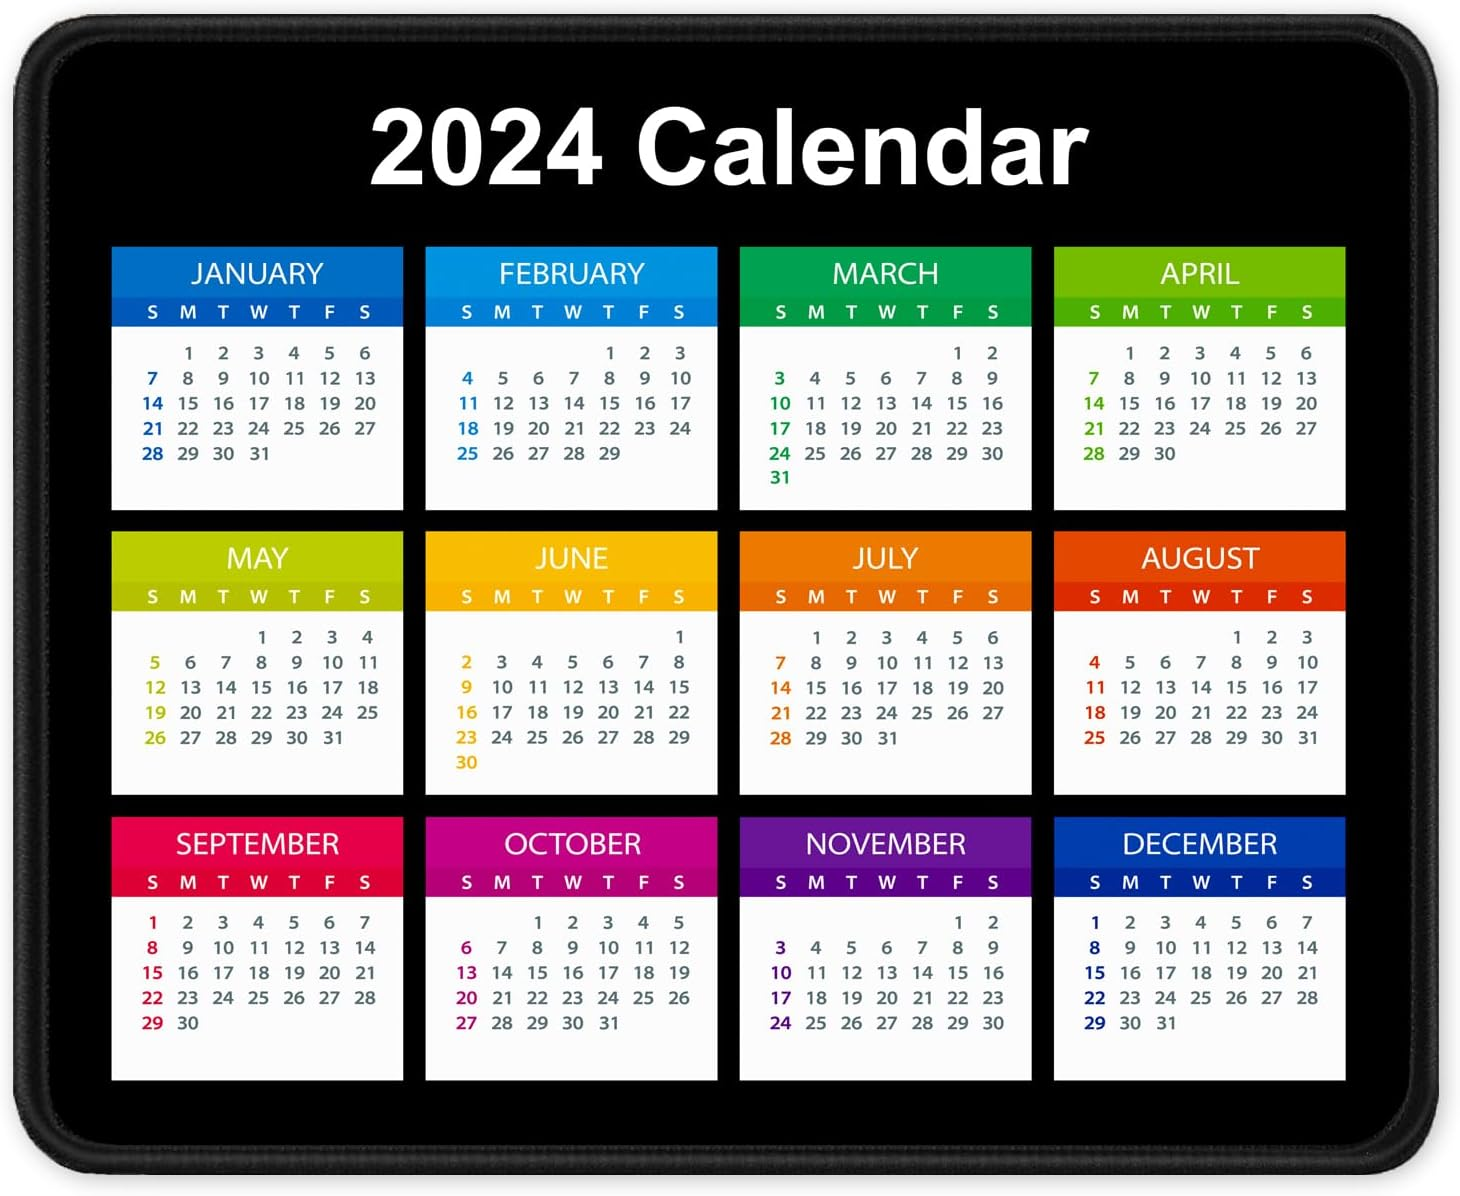 2024 Calendar
JANUARY
S M T W T F S
1 2 3 4 5 6
7 8 9 10 11 12 13
14 15 16 17 18 19 20
21 22 23 24 25 26 27
28 29 30 31
FEBRUARY
S M T W T F S
1 2 3
4 5 6 7 8 9 10
11 12 13 14 15 16 17
18 19 20 21 22 23 24
25 26 27 28 29
MARCH
S M T W T F S
1 2
3 4 5 6 7 8 9
10 11 12 13 14 15 16
17 18 19 20 21 22 23
24 25 26 27 28 29 30
31
APRIL
S M T W T F S
1 2 3 4 5 6
7 8 9 10 11 12 13
14 15 16 17 18 19 20
21 22 23 24 25 26 27
28 29 30
MAY
S M T W T F S
1 2 3 4
5 6 7 8 9 10 11
12 13 14 15 16 17 18
19 20 21 22 23 24 25
26 27 28 29 30 31
JUNE
S M T W T F S
1
2 3 4 5 6 7 8
9 10 11 12 13 14 15
16 17 18 19 20 21 22
23 24 25 26 27 28 29
30
JULY
S M T W T F S
1 2 3 4 5 6
7 8 9 10 11 12 13
14 15 16 17 18 19 20
21 22 23 24 25 26 27
28 29 30 31
AUGUST
S M T W T F S
1 2 3
4 5 6 7 8 9 10
11 12 13 14 15 16 17
18 19 20 21 22 23 24
25 26 27 28 29 30 31
SEPTEMBER
S M T W T F S
1 2 3 4 5 6 7
8 9 10 11 12 13 14
15 16 17 18 19 20 21
22 23 24 25 26 27 28
29 30
OCTOBER
S M T W T F S
1 2 3 4 5
6 7 8 9 10 11 12
13 14 15 16 17 18 19
20 21 22 23 24 25 26
27 28 29 30 31
NOVEMBER
S M T W T F S
1 2
3 4 5 6 7 8 9
10 11 12 13 14 15 16
17 18 19 20 21 22 23
24 25 26 27 28 29 30
DECEMBER
S M T W T F S
1 2 3 4 5 6 7
8 9 10 11 12 13 14
15 16 17 18 19 20 21
22 23 24 25 26 27 28
29 30 31